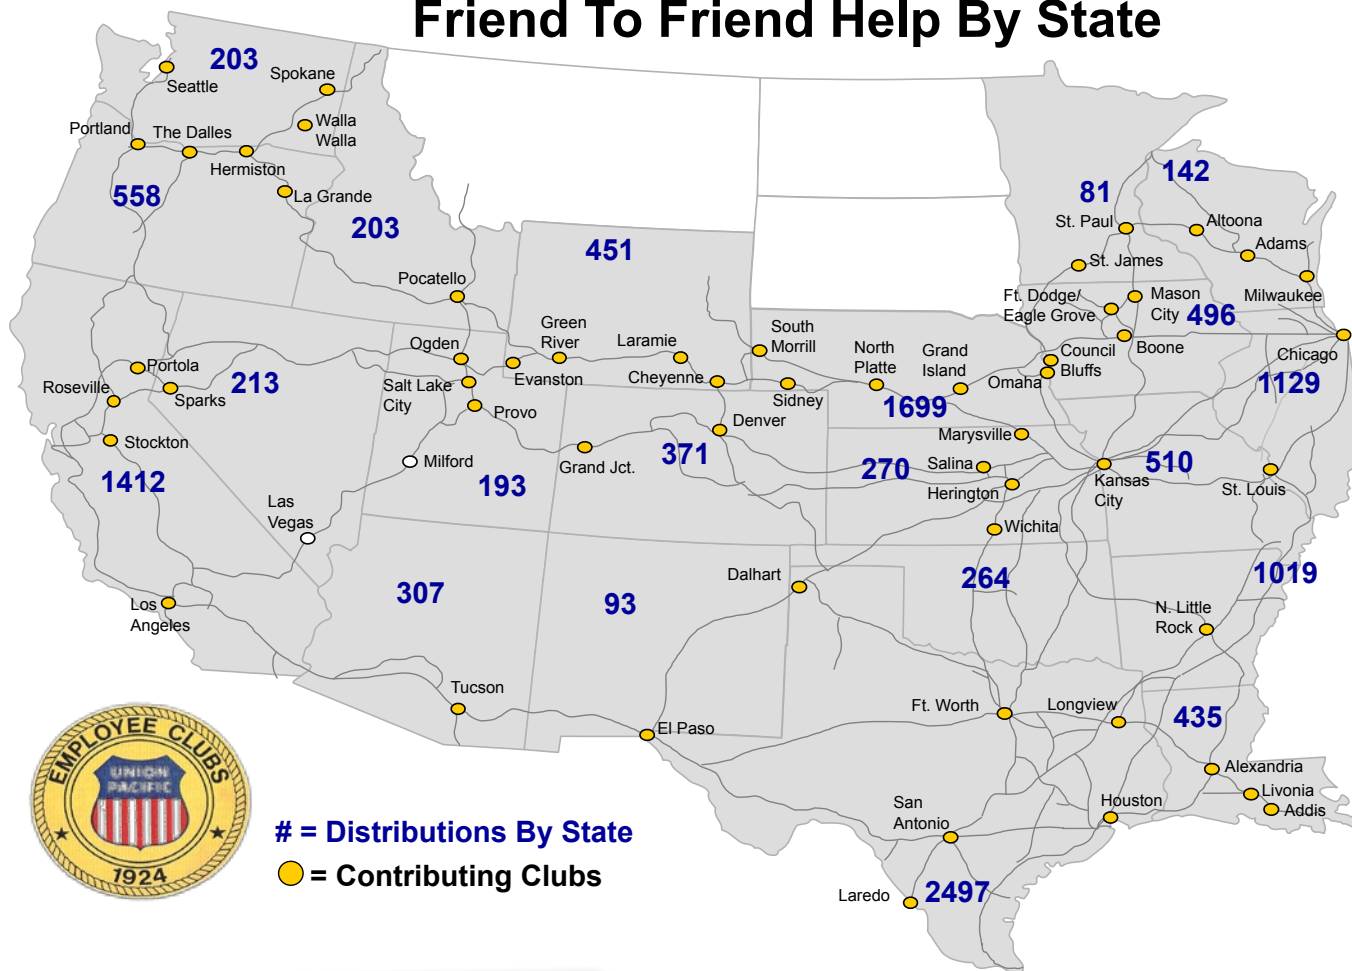 Friend To Friend Help By State
203
Seattle
Spokane
Walla
Walla
Portland
The Dalles
Hermiston
La Grande
558
203
451
142
81
St. Paul
Altoona
Adams
St. James
Milwaukee
Pocatello
Ft. Dodge/
Eagle Grove
Mason
City
496
Green
River
Laramie
South
Morrill
North
Platte
Grand
Island
Ogden
Evanston
Cheyenne
Sidney
Council
Bluffs
Omaha
Boone
Chicago
1129
Portola
Roseville
Sparks
213
Salt Lake
City
Provo
1699
Denver
Marysville
Stockton
1412
Milford
193
Grand Jct.
371
270
Salina
Herington
510
Kansas
City
St. Louis
Las
Vegas
Wichita
307
93
Dalhart
264
1019
Los
Angeles
N. Little
Rock
Tucson
El Paso
Ft. Worth
Longview
435
Alexandria
Livonia
Addis
San
Antonio
Houston
Laredo
2497
EMPLOYEE CLUBS
UNION
PACIFIC
1924
# = Distributions By State
= Contributing Clubs